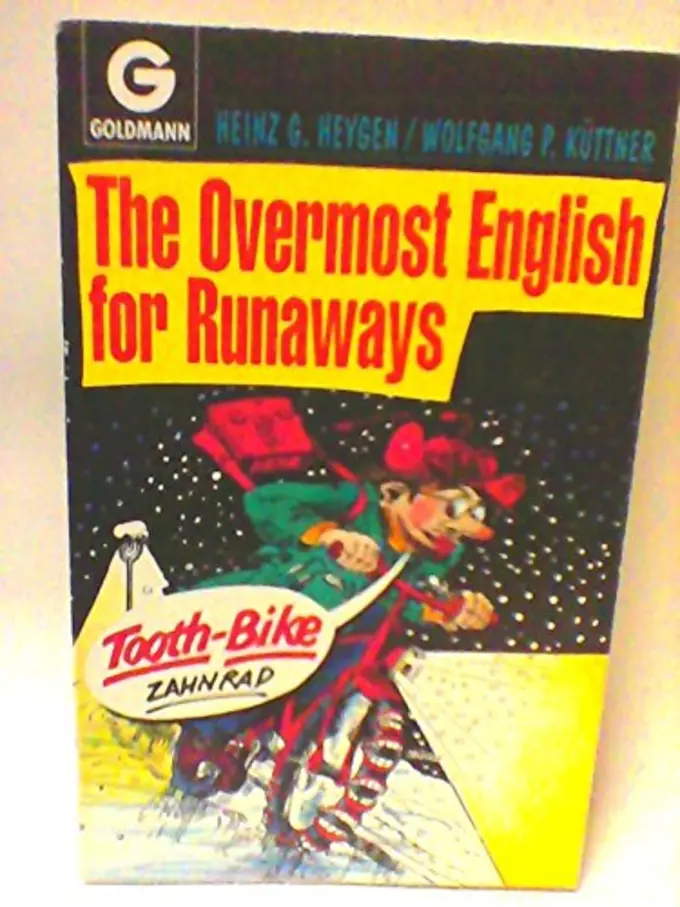 G
GOLDMANN
HEINZ G. HEYGEN / WOLFGANG P. KÜTTNER
The Overmost English
for Runaways
Tooth-Bike
ZAHNRAD